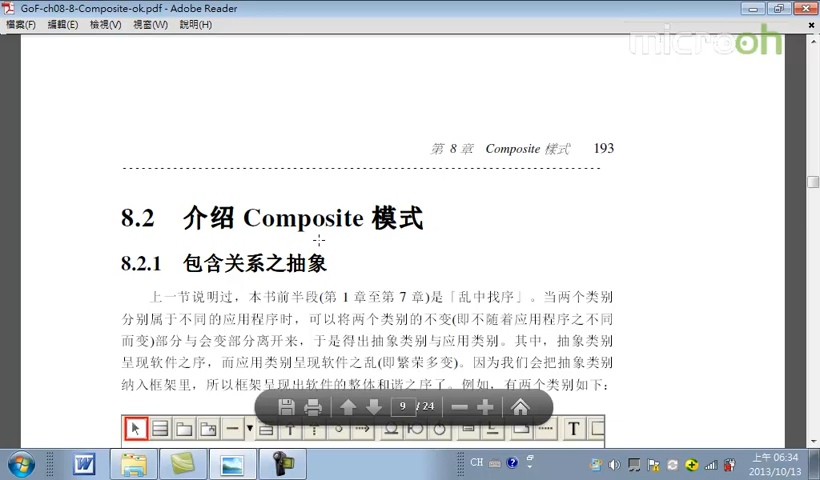 GoF-ch08-8-Composite-ok.pdf - Adobe Reader
檔案(F) 編輯(E) 檢視(V) 視窗(W) 說明(H)
microoh
第 8 章 Composite 樣式 193
8.2 介绍 Composite 模式
8.2.1 包含关系之抽象
上一节说明过，本书前半段(第 1 章至第 7 章)是「乱中找序」。当两个类别
分别属于不同的应用程序时，可以将两个类别的不变(即不随着应用程序之不同
而变)部分与会变部分离开来，于是得出抽象类别与应用类别。其中，抽象类别
呈现软件之序，而应用类别呈现软件之乱(即繁荣多变)。因为我们会把抽象类别
纳入框架里，所以框架呈现出软件的整体和谐之序了。例如，有两个类别如下：
9 / 24
T
W
CH
上午 06:34
2013/10/13